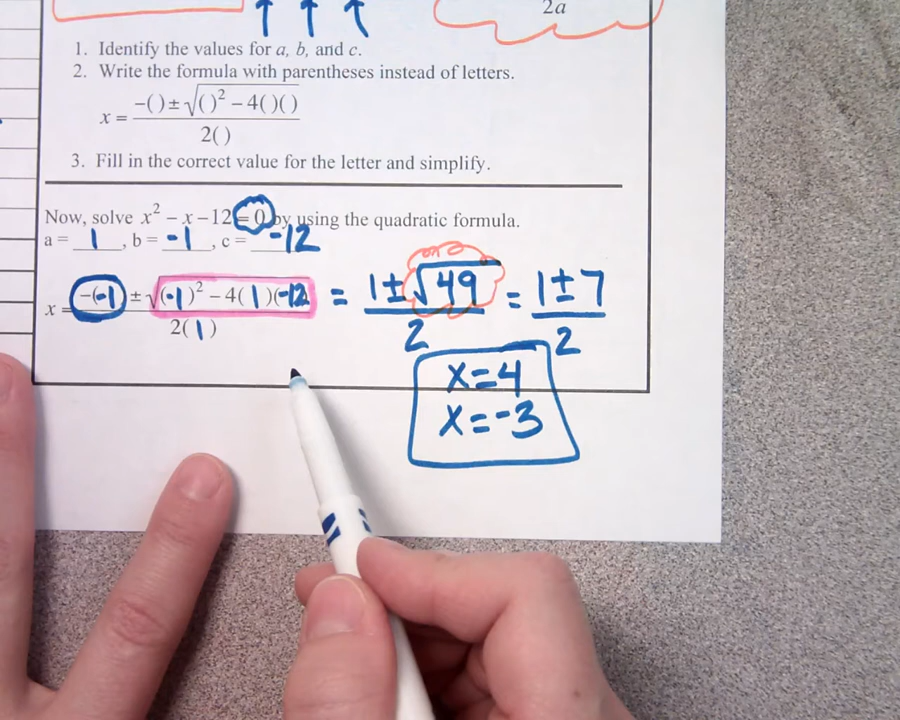 2a
1. Identify the values for a, b, and c.
2. Write the formula with parentheses instead of letters.
x = -( ) ± √( )² - 4( )( )
2( )
3. Fill in the correct value for the letter and simplify.
Now, solve x² - x - 12 = 0 by using the quadratic formula.
a = 1, b = -1, c = -12
x = -(-1) ± √(-1)² - 4(1)(-12) = 1 ± √49 = 1 ± 7
2(1) 2 2
x = 4
x = -3